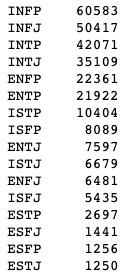 INFP 60583
INFJ 50417
INTP 42071
INTJ 35109
ENFP 22361
ENTP 21922
ISTP 10404
ISFP 8089
ENTJ 7597
ISTJ 6679
ENFJ 6481
ISFJ 5435
ESTP 2697
ESFJ 1441
ESFP 1256
ESTJ 1250